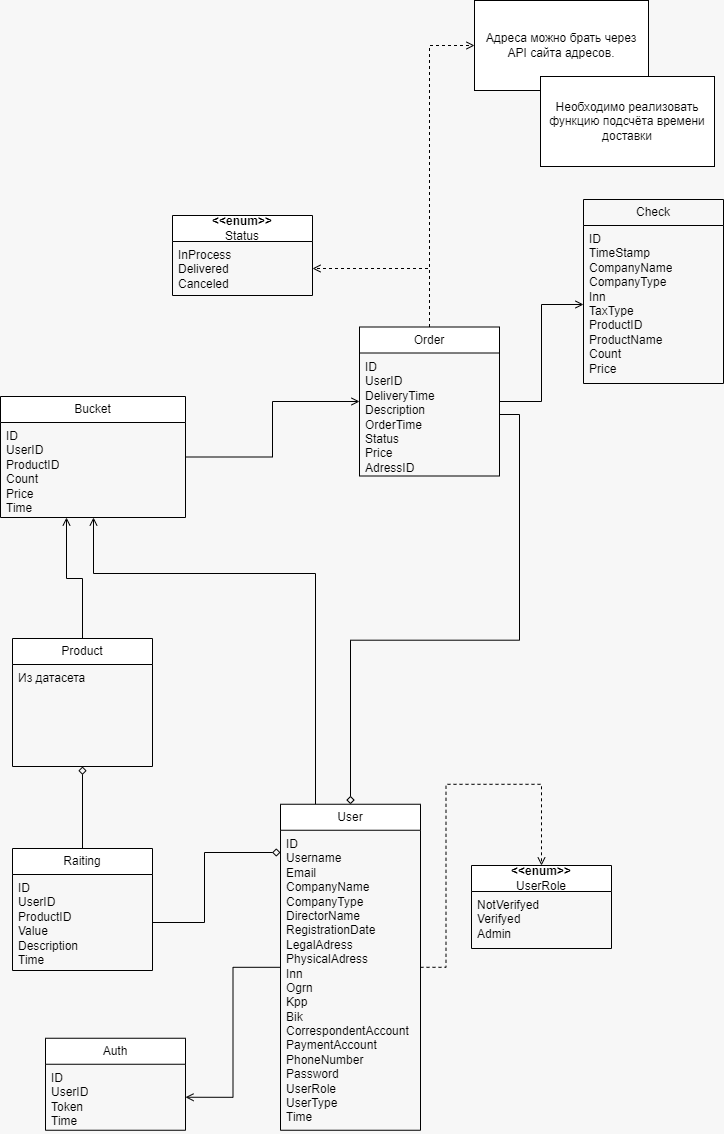 Адреса можно брать через
API сайта адресов.
Необходимо реализовать
функцию подсчёта времени
доставки
<<enum>>
Status
InProcess
Delivered
Canceled
Check
ID
TimeStamp
CompanyName
CompanyType
Inn
TaxType
ProductID
ProductName
Count
Price
Order
ID
UserID
DeliveryTime
Description
OrderTime
Status
Price
AdressID
Bucket
ID
UserID
ProductID
Count
Price
Time
Product
Из датасета
Raiting
ID
UserID
ProductID
Value
Description
Time
User
ID
Username
Email
CompanyName
CompanyType
DirectorName
RegistrationDate
LegalAdress
PhysicalAdress
Inn
Ogrn
Kpp
Bik
CorrespondentAccount
PaymentAccount
PhoneNumber
Password
UserRole
UserType
Time
<<enum>>
UserRole
NotVerifyed
Verifyed
Admin
Auth
ID
UserID
Token
Time